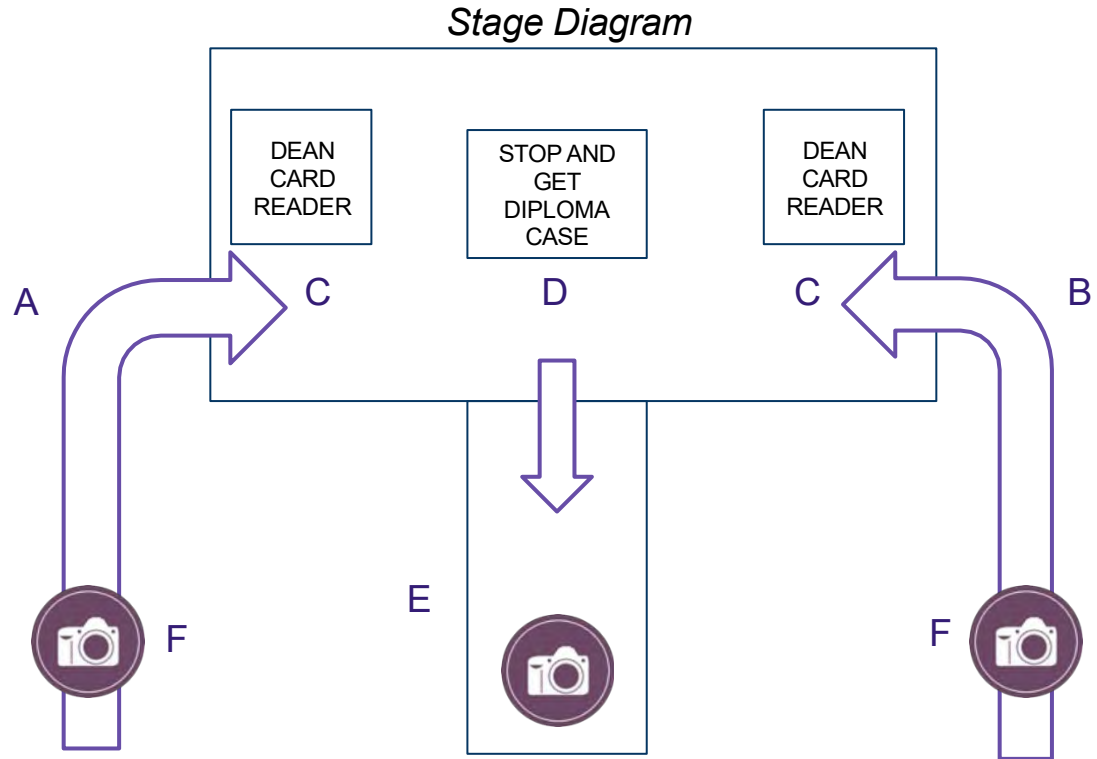 Stage Diagram
DEAN
CARD
READER
STOP AND
GET
DIPLOMA
CASE
DEAN
CARD
READER
A
C
D
C
B
E
F
F